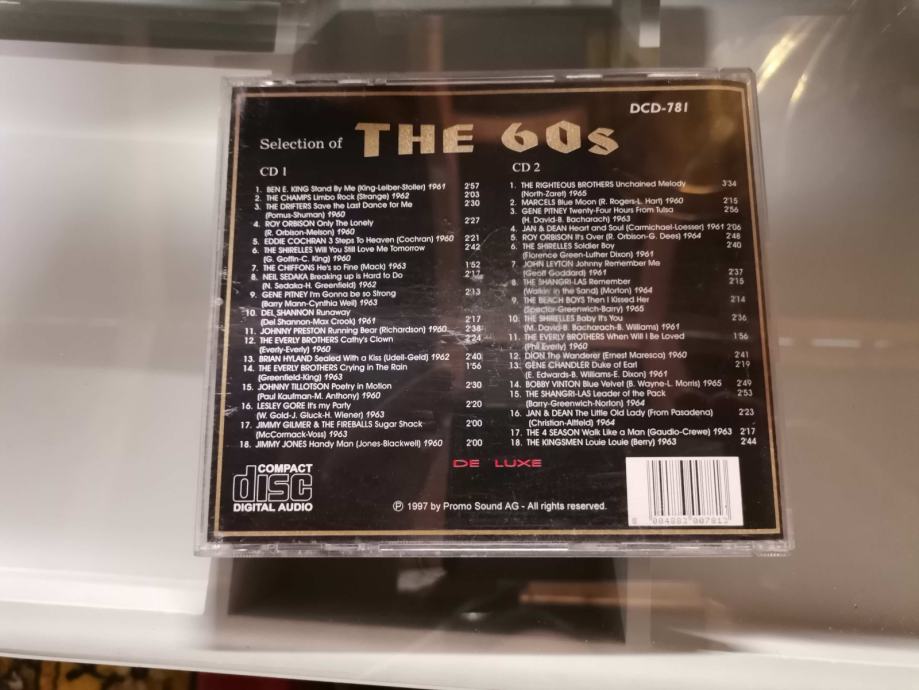 DCD-781
Selection of THE 60s
CD 1
1. BEN E. KING Stand By Me (King-Leiber-Stoller) 1961 2'57
2. THE CHAMPS Limbo Rock (Strange) 1962 2'03
3. THE DRIFTERS Save the Last Dance for Me 2'30
(Pomus-Shuman) 1960
4. ROY ORBISON Only The Lonely 2'27
(R. Orbison-Melson) 1960
5. EDDIE COCHRAN 3 Steps To Heaven (Cochran) 1960 2'21
6. THE SHIRELLES Will You Still Love Me Tomorrow 2'42
(G. Goffin-C. King) 1960
7. THE CHIFFONS He's so Fine (Mack) 1963 1'52
8. NEIL SEDAKA Breaking up is Hard to Do 2'17
(N. Sedaka-H. Greenfield) 1962
9. GENE PITNEY I'm Gonna be so Strong 2'13
(Barry Mann-Cynthia Weil) 1963
10. DEL SHANNON Runaway
(Del Shannon-Max Crook) 1961 2'17
11. JOHNNY PRESTON Running Bear (Richardson) 1960 2'38
12. THE EVERLY BROTHERS Cathy's Clown 2'24
(Everly-Everly) 1960
13. BRIAN HYLAND Sealed With a Kiss (Udell-Geld) 1962 2'40
14. THE EVERLY BROTHERS Crying in The Rain 1'56
(Greenfield-King) 1963
15. JOHNNY TILLOTSON Poetry in Motion 2'30
(Paul Kaufman-M. Anthony) 1960
16. LESLEY GORE It's my Party 2'20
(W. Gold-J. Gluck-H. Wiener) 1963
17. JIMMY GILMER & THE FIREBALLS Sugar Shack 2'00
(McCormack-Voss) 1963
18. JIMMY JONES Handy Man (Jones-Blackwell) 1960 2'00
CD 2
1. THE RIGHTEOUS BROTHERS Unchained Melody 3'34
(North-Zaret) 1965
2. MARCELS Blue Moon (R. Rogers-L. Hart) 1960 2'15
3. GENE PITNEY Twenty-Four Hours From Tulsa 2'56
(H. David-B. Bacharach) 1963
4. JAN & DEAN Heart and Soul (Carmichael-Loesser) 1961 2'06
5. ROY ORBISON It's Over (R. Orbison-G. Dees) 1964 2'48
6. THE SHIRELLES Soldier Boy 2'40
(Florence Green-Luther Dixon) 1961
7. JOHN LEYTON Johnny Remember Me
(Geoff Goddard) 1961 2'37
8. THE SHANGRI-LAS Remember 2'15
(Walkin' in the Sand) (Morton) 1964
9. THE BEACH BOYS Then I Kissed Her 2'14
(Spector-Greenwich-Barry) 1965
10. THE SHIRELLES Baby It's You 2'36
(M. David-B. Bacharach-B. Williams) 1961
11. THE EVERLY BROTHERS When Will I Be Loved 1'56
(Phil Everly) 1960
12. DION The Wanderer (Ernest Maresca) 1960 2'41
13. GENE CHANDLER Duke of Earl 2'19
(E. Edwards-B. Williams-E. Dixon) 1961
14. BOBBY VINTON Blue Velvet (B. Wayne-L. Morris) 1965 2'49
15. THE SHANGRI-LAS Leader of the Pack 2'53
(Barry-Greenwich-Norton) 1964
16. JAN & DEAN The Little Old Lady (From Pasadena) 2'23
(Christian-Altfeld) 1964
17. THE 4 SEASON Walk Like a Man (Gaudio-Crewe) 1963 2'17
18. THE KINGSMEN Louie Louie (Berry) 1963 2'44
DE LUXE
COMPACT
disc
DIGITAL AUDIO
℗ 1997 by Promo Sound AG - All rights reserved.